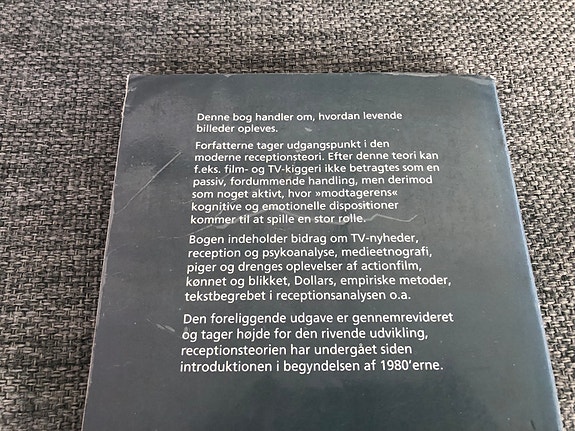 Denne bog handler om, hvordan levende
billeder opleves.
Forfatterne tager udgangspunkt i den
moderne receptionsteori. Efter denne teori kan
f.eks. film- og TV-kiggeri ikke betragtes som en
passiv, fordummende handling, men derimod
som noget aktivt, hvor »modtagerens«
kognitive og emotionelle dispositioner
kommer til at spille en stor rolle.
Bogen indeholder bidrag om TV-nyheder,
reception og psykoanalyse, medieetnografi,
piger og drenges oplevelser af actionfilm,
kønnet og blikket, Dollars, empiriske metoder,
tekstbegrebet i receptionsanalysen o.a.
Den foreliggende udgave er gennemrevideret
og tager højde for den rivende udvikling,
receptionsteorien har undergået siden
introduktionen i begyndelsen af 1980'erne.